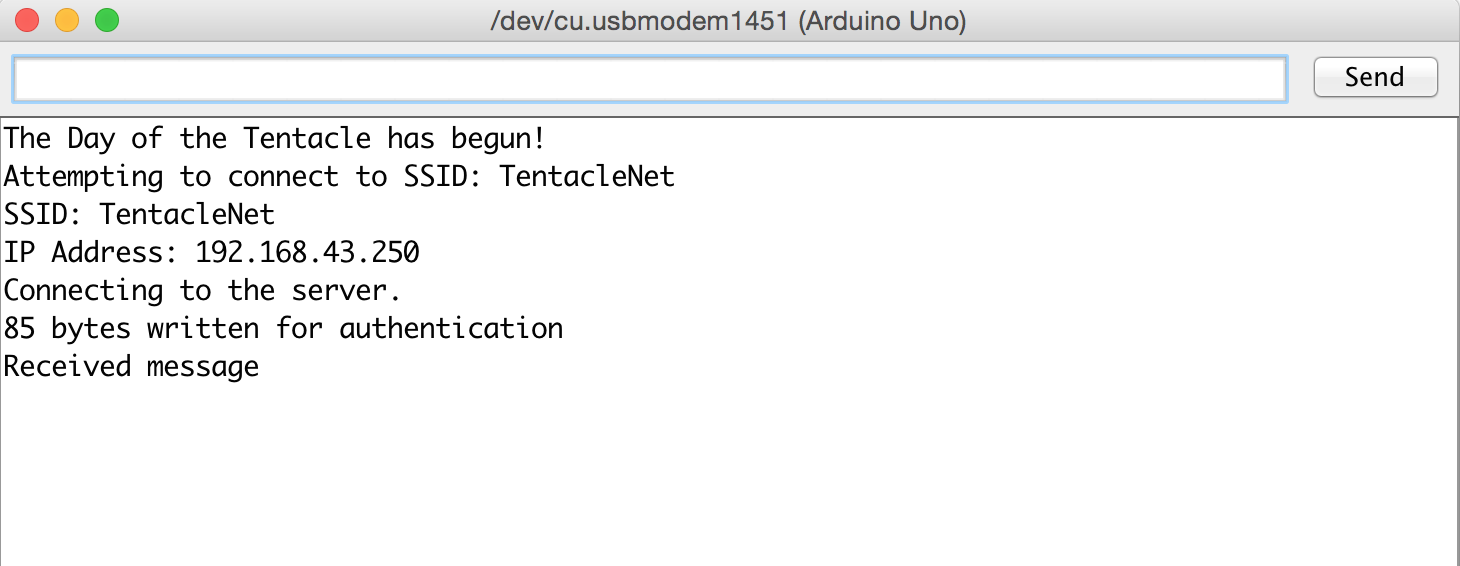 /dev/cu.usbmodem1451 (Arduino Uno)
Send
The Day of the Tentacle has begun!
Attempting to connect to SSID: TentacleNet
SSID: TentacleNet
IP Address: 192.168.43.250
Connecting to the server.
85 bytes written for authentication
Received message